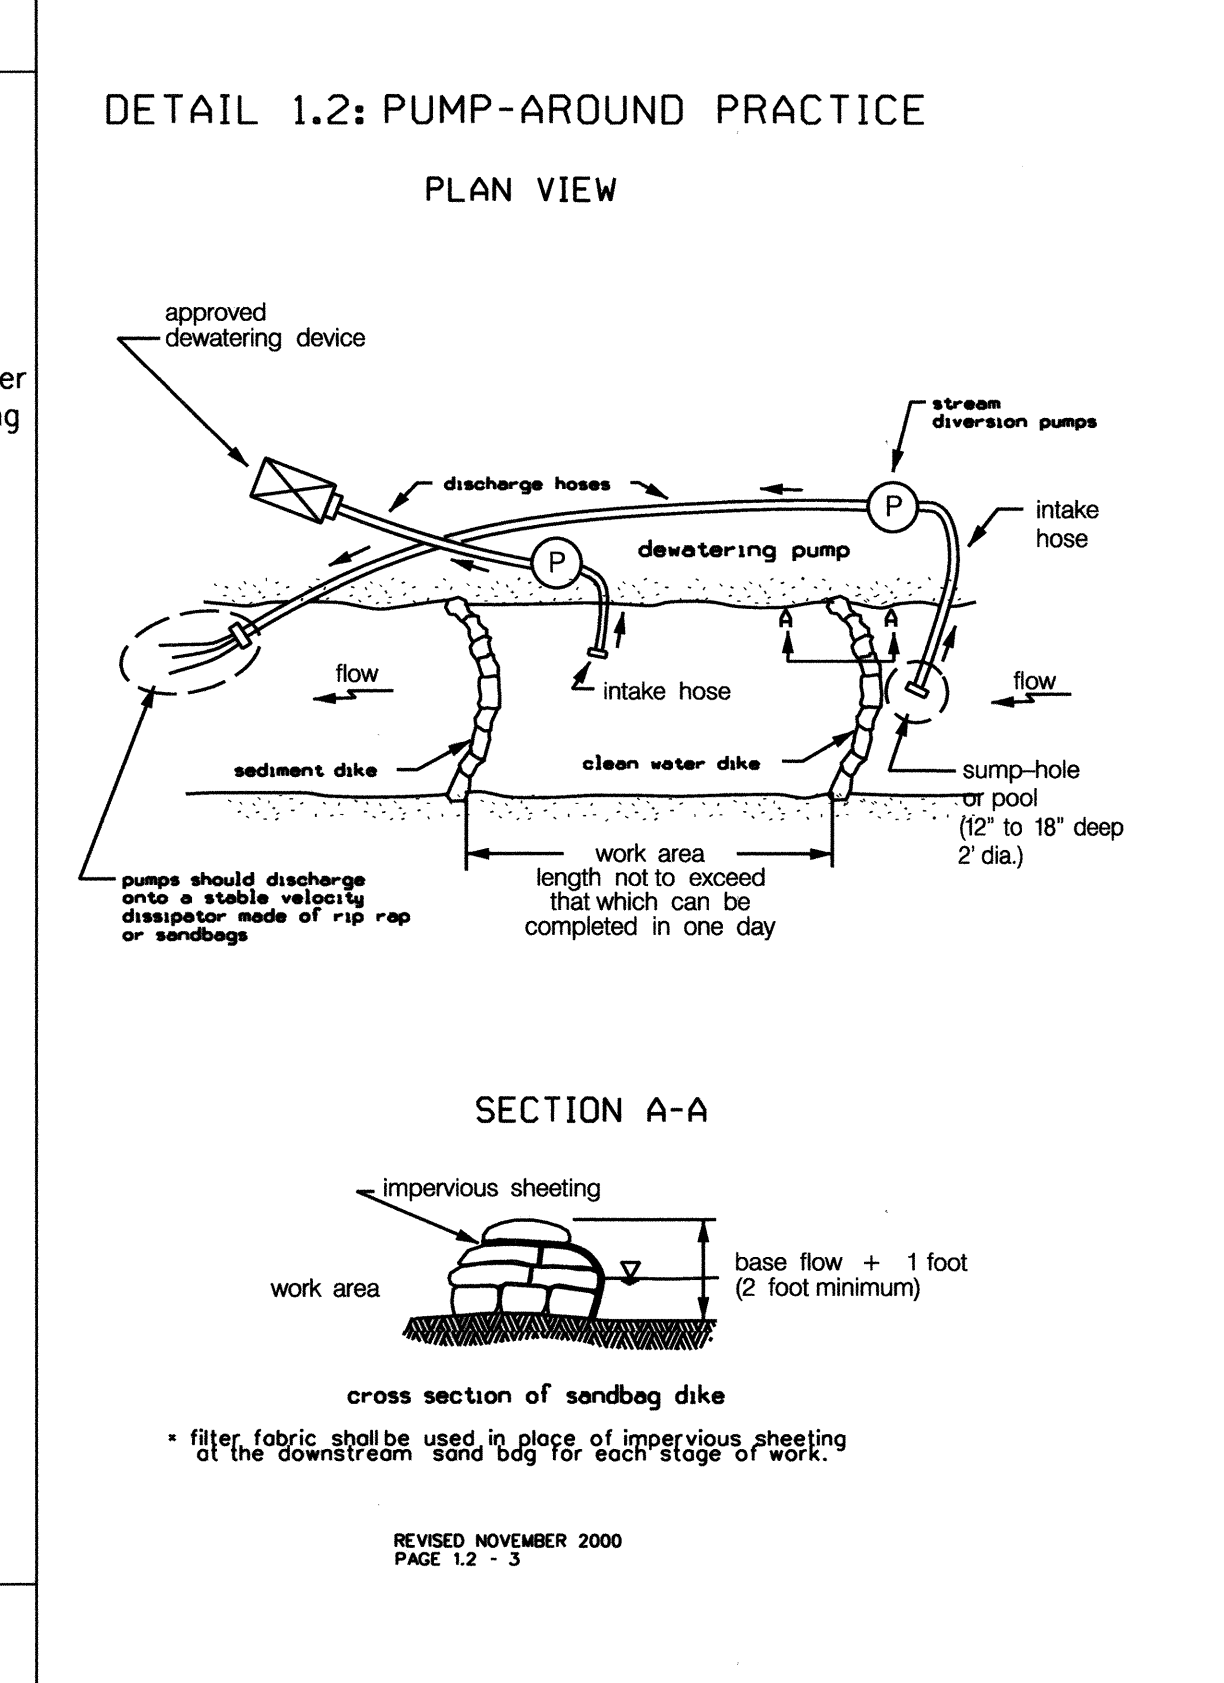 er
ng
DETAIL 1.2: PUMP-AROUND PRACTICE
PLAN VIEW
approved
dewatering device
stream
diversion pumps
discharge hoses
P
intake
hose
dewatering pump
P
A A
flow
intake hose
flow
sediment dike
clean water dike
sump-hole
or pool
(12" to 18" deep
2' dia.)
work area
length not to exceed
that which can be
completed in one day
pumps should discharge
onto a stable velocity
dissipator made of rip rap
or sandbags
SECTION A-A
impervious sheeting
work area
base flow + 1 foot
(2 foot minimum)
cross section of sandbag dike
* filter fabric shall be used in place of impervious sheeting
at the downstream sand bag for each stage of work.
REVISED NOVEMBER 2000
PAGE 1.2 - 3